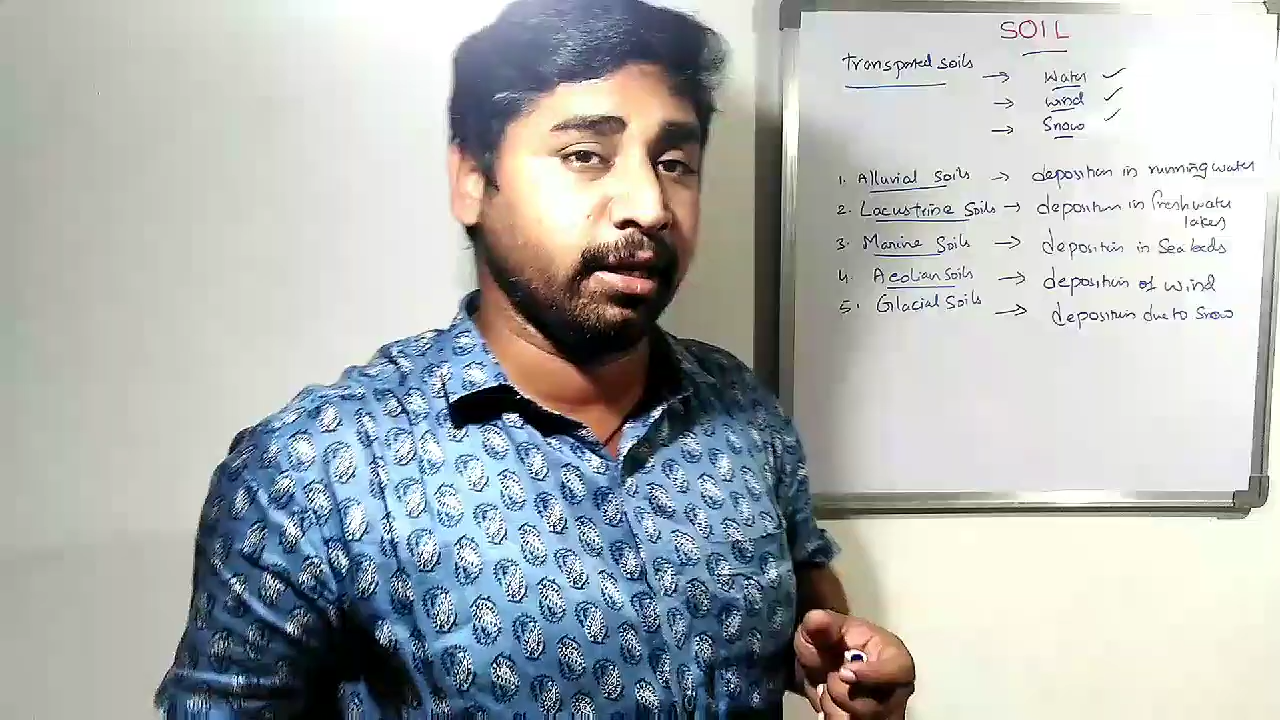 SOIL
Transported soils → Water ✓
→ wind ✓
→ Snow ✓
1. Alluvial Soils → deposition in running water
2. Lacustrine Soils → deposition in freshwater
lakes
3. Marine Soils → deposition in Sea beds
4. Aeolian soils → deposition of wind
5. Glacial Soils → deposition due to Snow